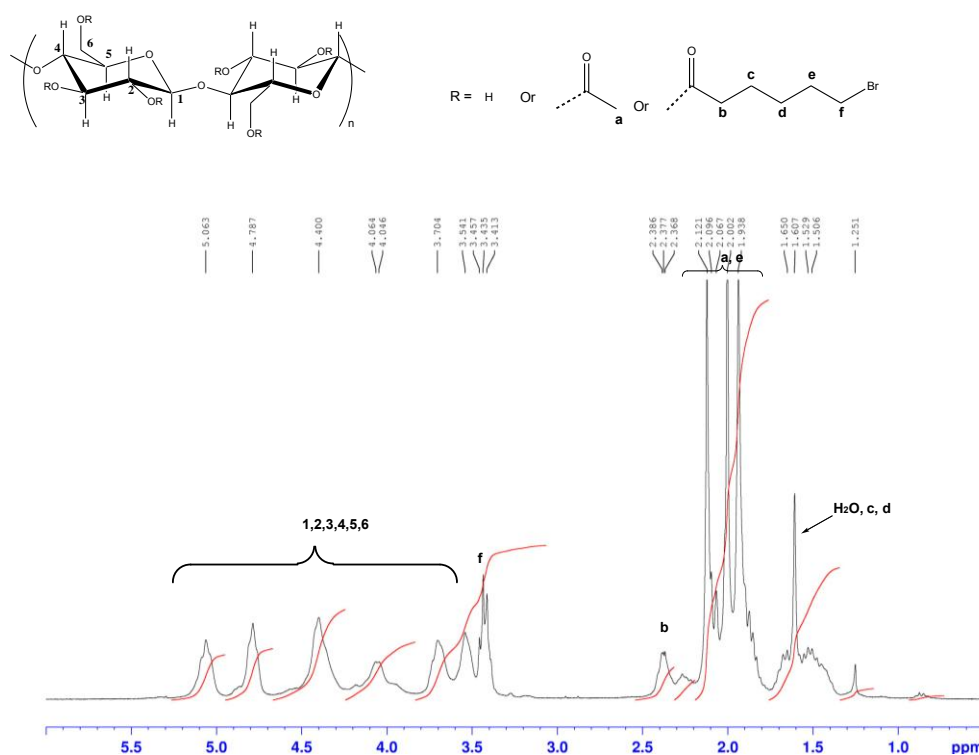 OR
H
H
6
4
5
H
O
OR
O
RO
H
O
RO
3
2
OR
1
H
O
H
H
H
OR
n
R = H Or
O
a
Or
O
c
e
Br
b
d
f
5.063
4.787
4.400
4.064
4.046
3.704
3.541
3.457
3.435
3.413
2.386
2.377
2.368
2.121
2.096
2.067
2.002
1.938
1.650
1.607
1.529
1.506
1.251
a, e
1,2,3,4,5,6
f
b
H2O, c, d
5.5 5.0 4.5 4.0 3.5 3.0 2.5 2.0 1.5 1.0 ppm